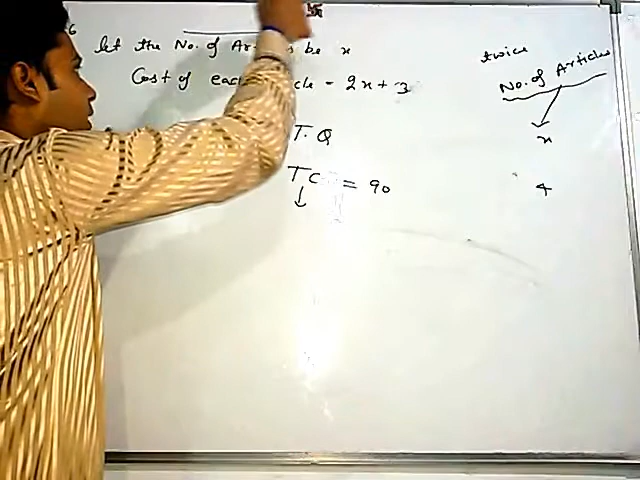 6
let the No. of Ar s be x
Cost of each cle = 2x + 3
T. Q
TC = 90
twice
No. of Articles
x
4